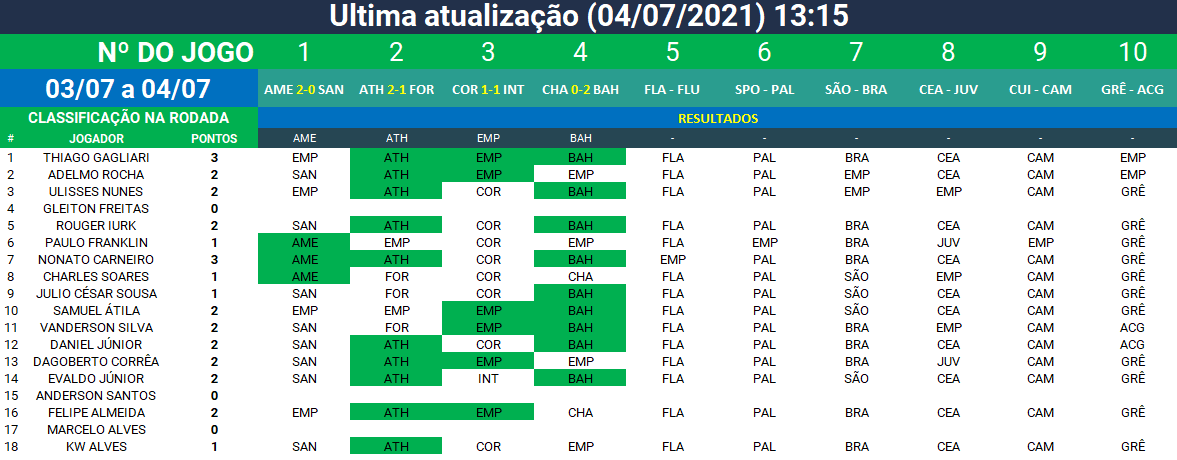 Ultima atualização (04/07/2021) 13:15
Nº DO JOGO 1 2 3 4 5 6 7 8 9 10
03/07 a 04/07 AME 2-0 SAN ATH 2-1 FOR COR 1-1 INT CHA 0-2 BAH FLA - FLU SPO - PAL SÃO - BRA CEA - JUV CUI - CAM GRÊ - ACG
CLASSIFICAÇÃO NA RODADA RESULTADOS
# JOGADOR PONTOS AME ATH EMP BAH - - - - - -
1 THIAGO GAGLIARI 3 EMP ATH EMP BAH FLA PAL BRA CEA CAM EMP
2 ADELMO ROCHA 2 SAN ATH EMP EMP FLA PAL EMP CEA CAM EMP
3 ULISSES NUNES 2 EMP ATH COR BAH FLA PAL EMP EMP CAM GRÊ
4 GLEITON FREITAS 0
5 ROUGER IURK 2 SAN ATH COR BAH FLA PAL BRA CEA CAM GRÊ
6 PAULO FRANKLIN 1 AME EMP COR EMP FLA EMP BRA JUV EMP GRÊ
7 NONATO CARNEIRO 3 AME ATH COR BAH EMP PAL BRA CEA CAM GRÊ
8 CHARLES SOARES 1 AME FOR COR CHA FLA PAL SÃO EMP CAM GRÊ
9 JULIO CÉSAR SOUSA 1 SAN FOR COR BAH FLA PAL SÃO CEA CAM GRÊ
10 SAMUEL ÁTILA 2 EMP EMP EMP BAH FLA PAL SÃO CEA CAM GRÊ
11 VANDERSON SILVA 2 SAN FOR EMP BAH FLA PAL BRA EMP CAM ACG
12 DANIEL JÚNIOR 2 SAN ATH COR BAH FLA PAL BRA CEA CAM ACG
13 DAGOBERTO CORRÊA 2 SAN ATH EMP EMP FLA PAL BRA JUV CAM GRÊ
14 EVALDO JÚNIOR 2 SAN ATH INT BAH FLA PAL SÃO CEA CAM GRÊ
15 ANDERSON SANTOS 0
16 FELIPE ALMEIDA 2 EMP ATH EMP CHA FLA PAL BRA CEA CAM GRÊ
17 MARCELO ALVES 0
18 KW ALVES 1 SAN ATH COR EMP FLA PAL BRA CEA CAM GRÊ